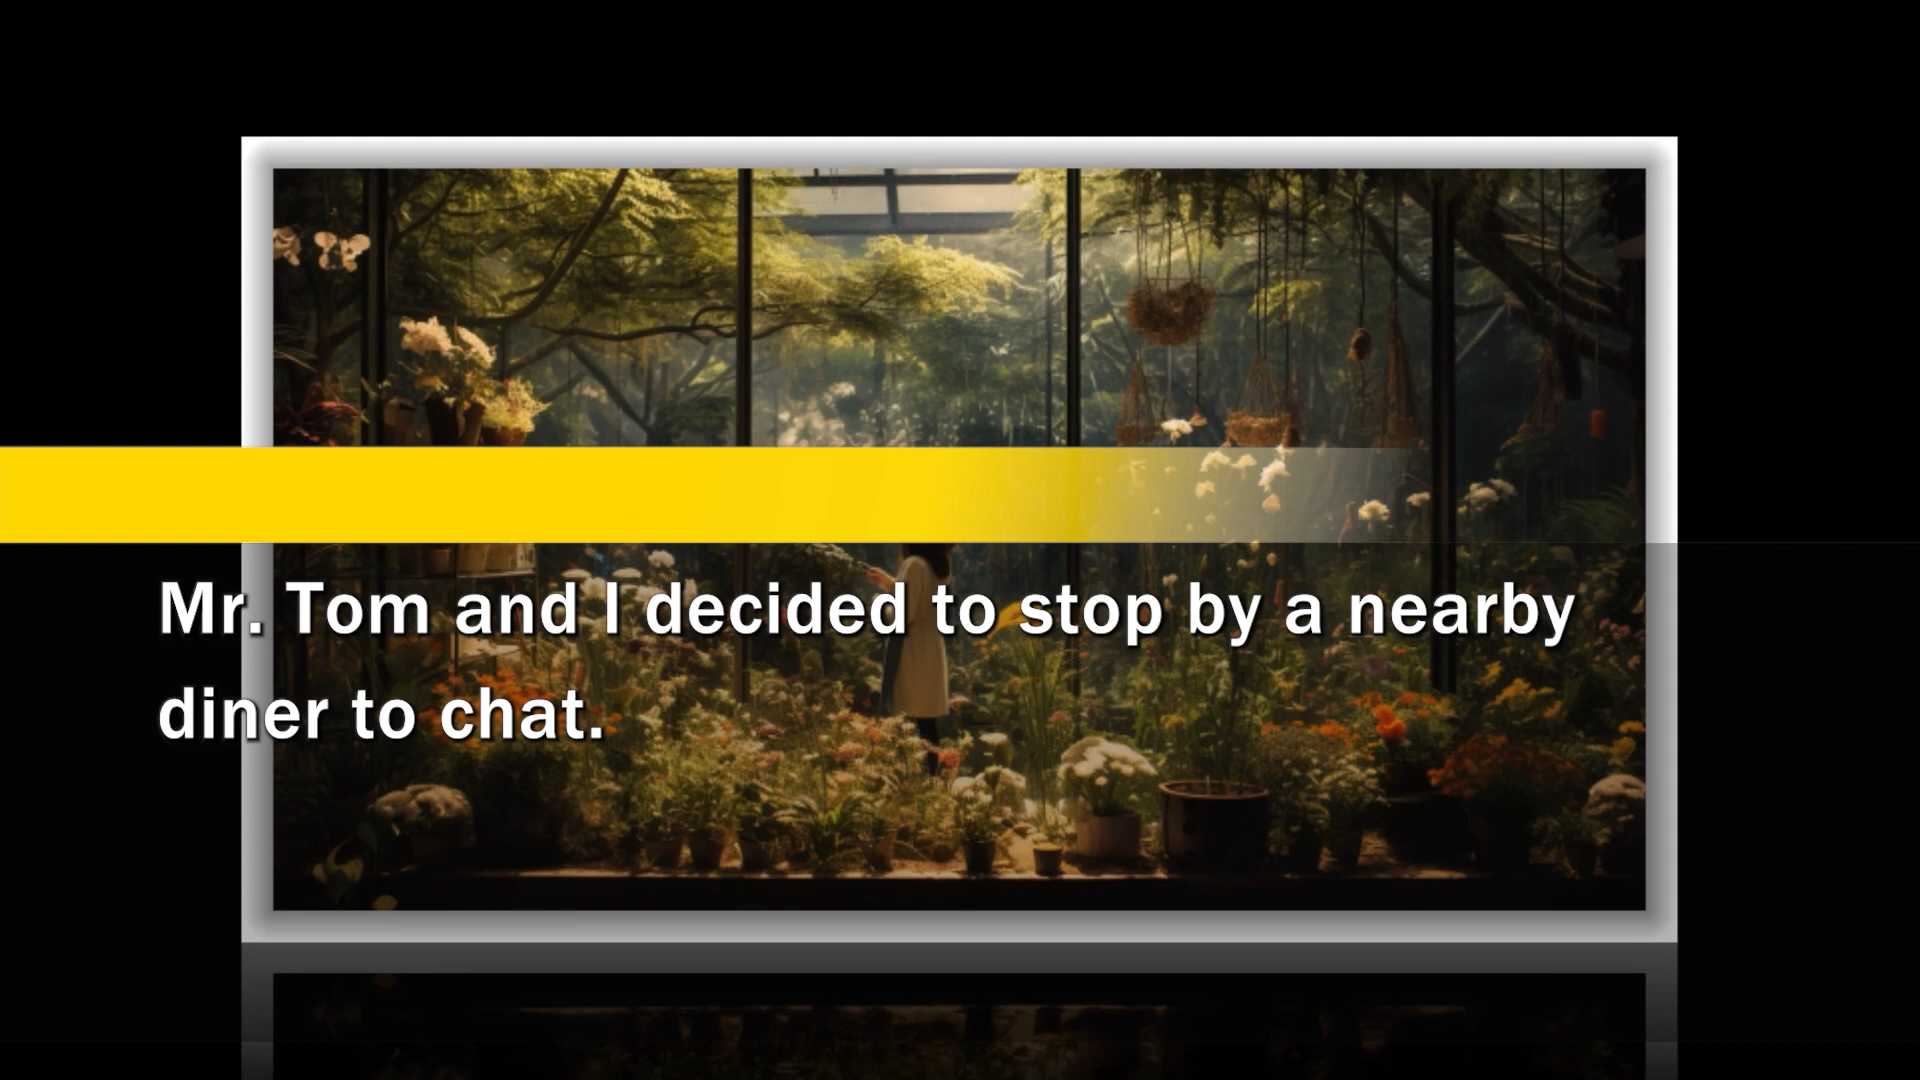 Mr. Tom and I decided to stop by a nearby
diner to chat.